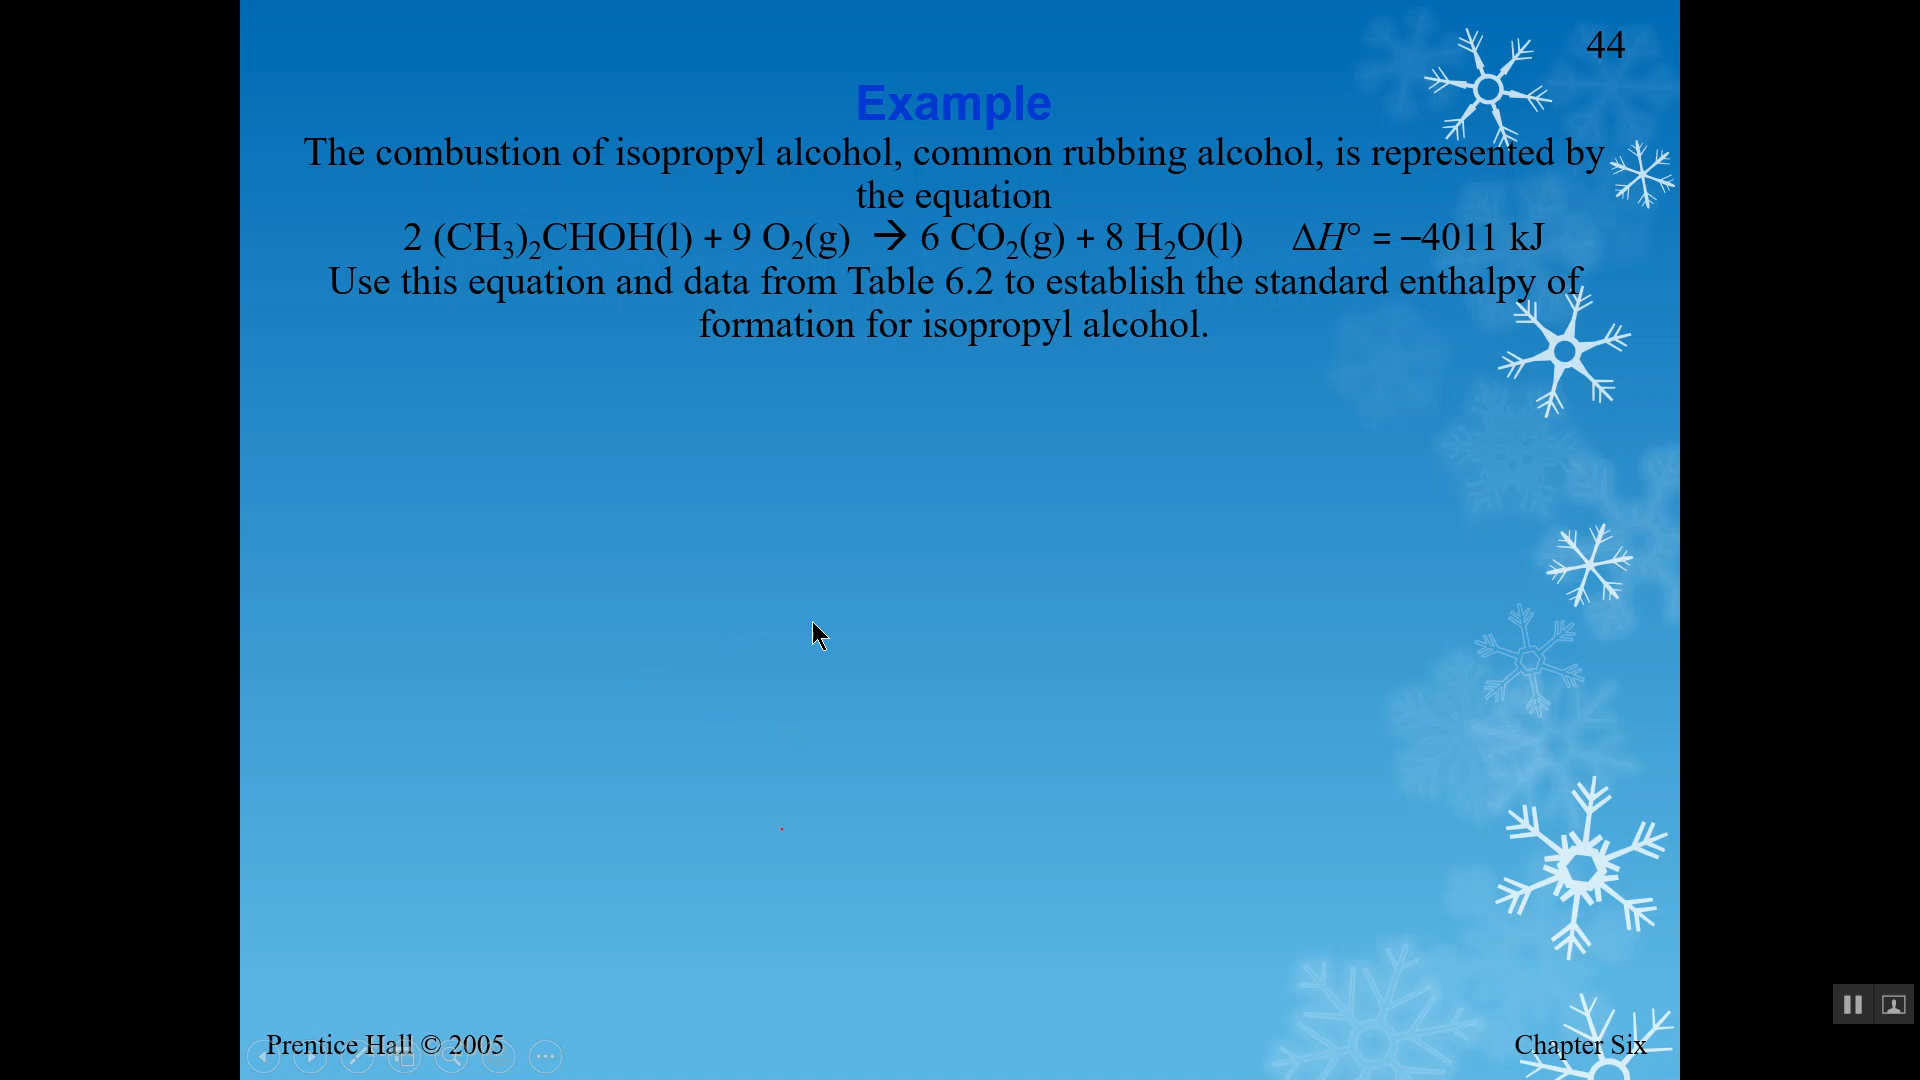 44
Example
The combustion of isopropyl alcohol, common rubbing alcohol, is represented by
the equation
2 (CH₃)₂CHOH(l) + 9 O₂(g) → 6 CO₂(g) + 8 H₂O(l) ΔH° = –4011 kJ
Use this equation and data from Table 6.2 to establish the standard enthalpy of
formation for isopropyl alcohol.
Prentice Hall © 2005
Chapter Six